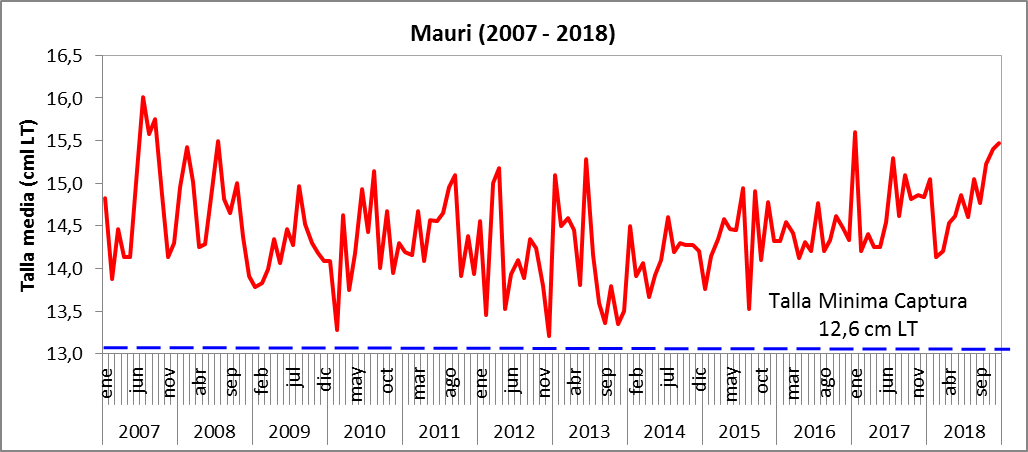 Mauri (2007 - 2018)
Talla media (cml LT)
16,5
16,0
15,5
15,0
14,5
14,0
13,5
13,0
Talla Minima Captura
12,6 cm LT
ene jun nov abr sep feb jul dic may oct mar ago ene jun nov abr sep feb jul dic may oct mar ago ene jun nov abr sep
2007 2008 2009 2010 2011 2012 2013 2014 2015 2016 2017 2018